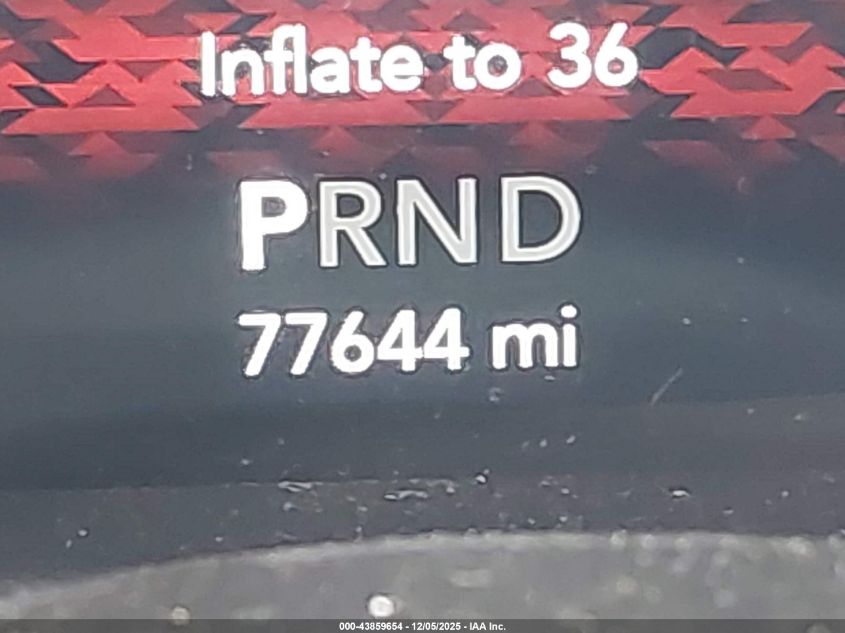 Inflate to 36
PRND
77644 mi
000-43859654 - 12/05/2025 - IAA Inc.